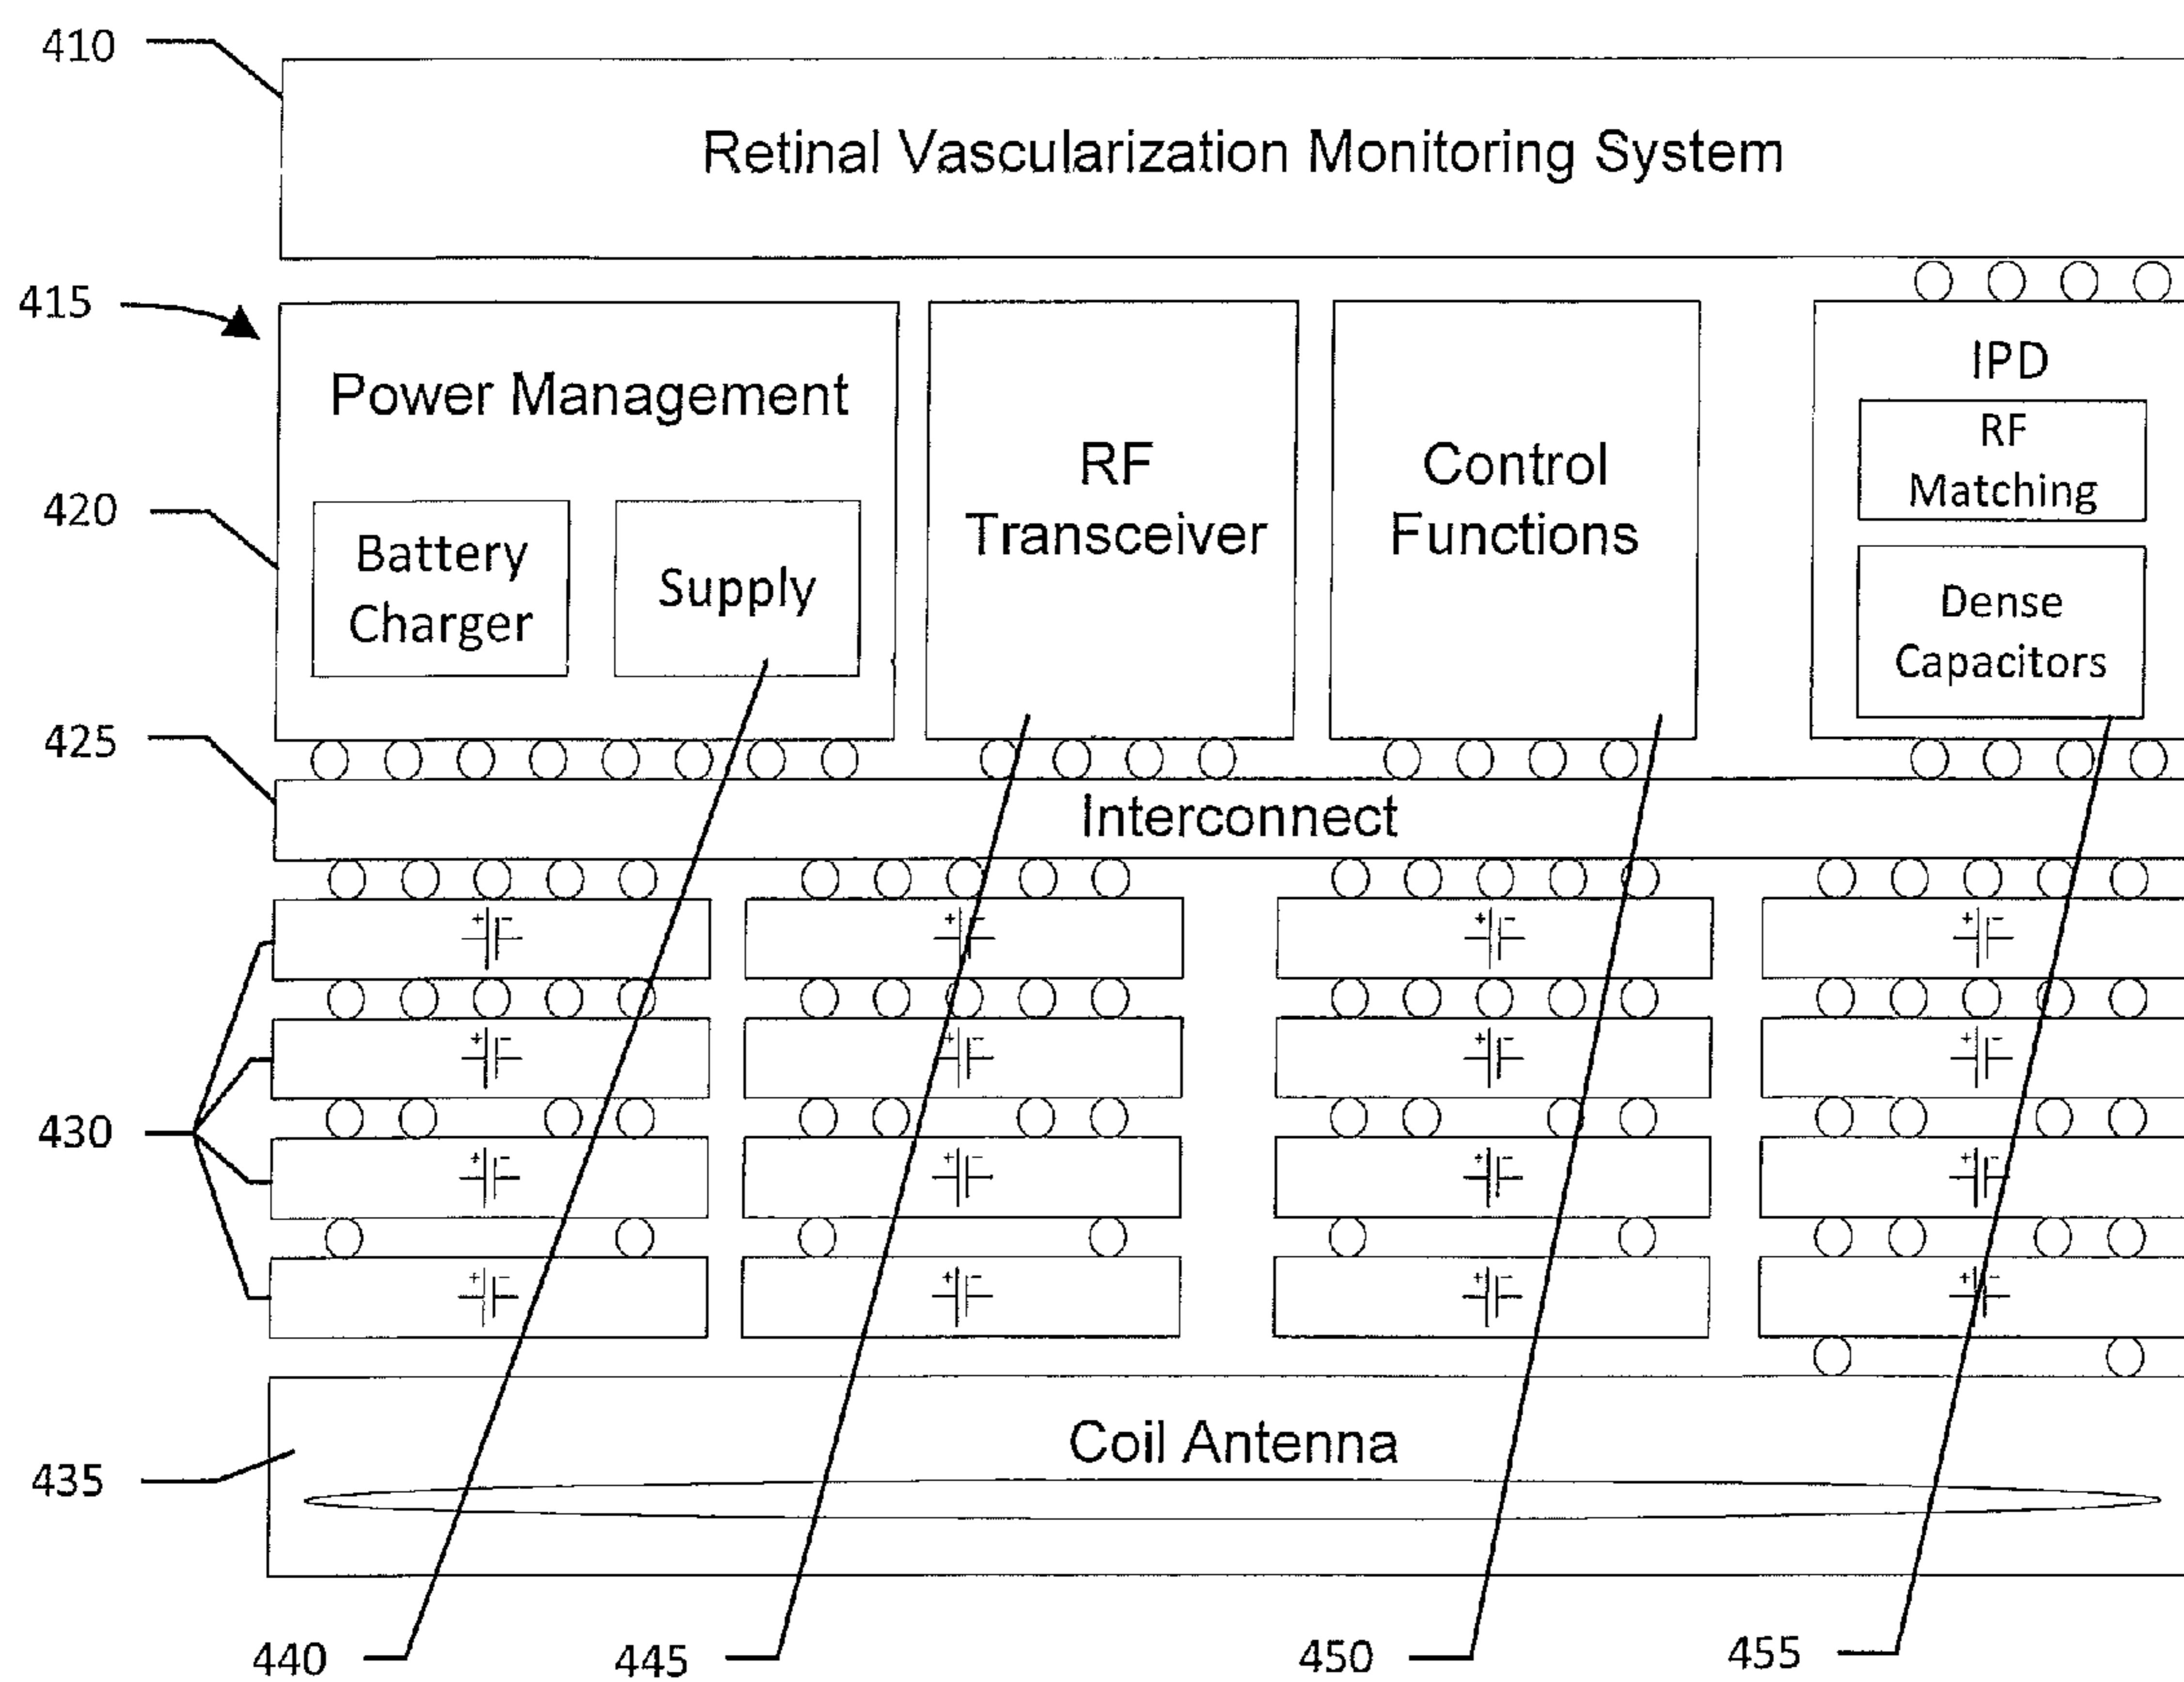 410
Retinal Vascularization Monitoring System
415
Power Management
IPD
RF
Matching
RF
Transceiver
Control
Functions
420
Battery
Charger
Supply
Dense
Capacitors
425
Interconnect
+ -
+ -
+ -
+ -
+ -
+ -
+ -
+ -
430
+ -
+ -
+ -
+ -
+ -
+ -
+ -
+ -
Coil Antenna
435
440
445
450
455